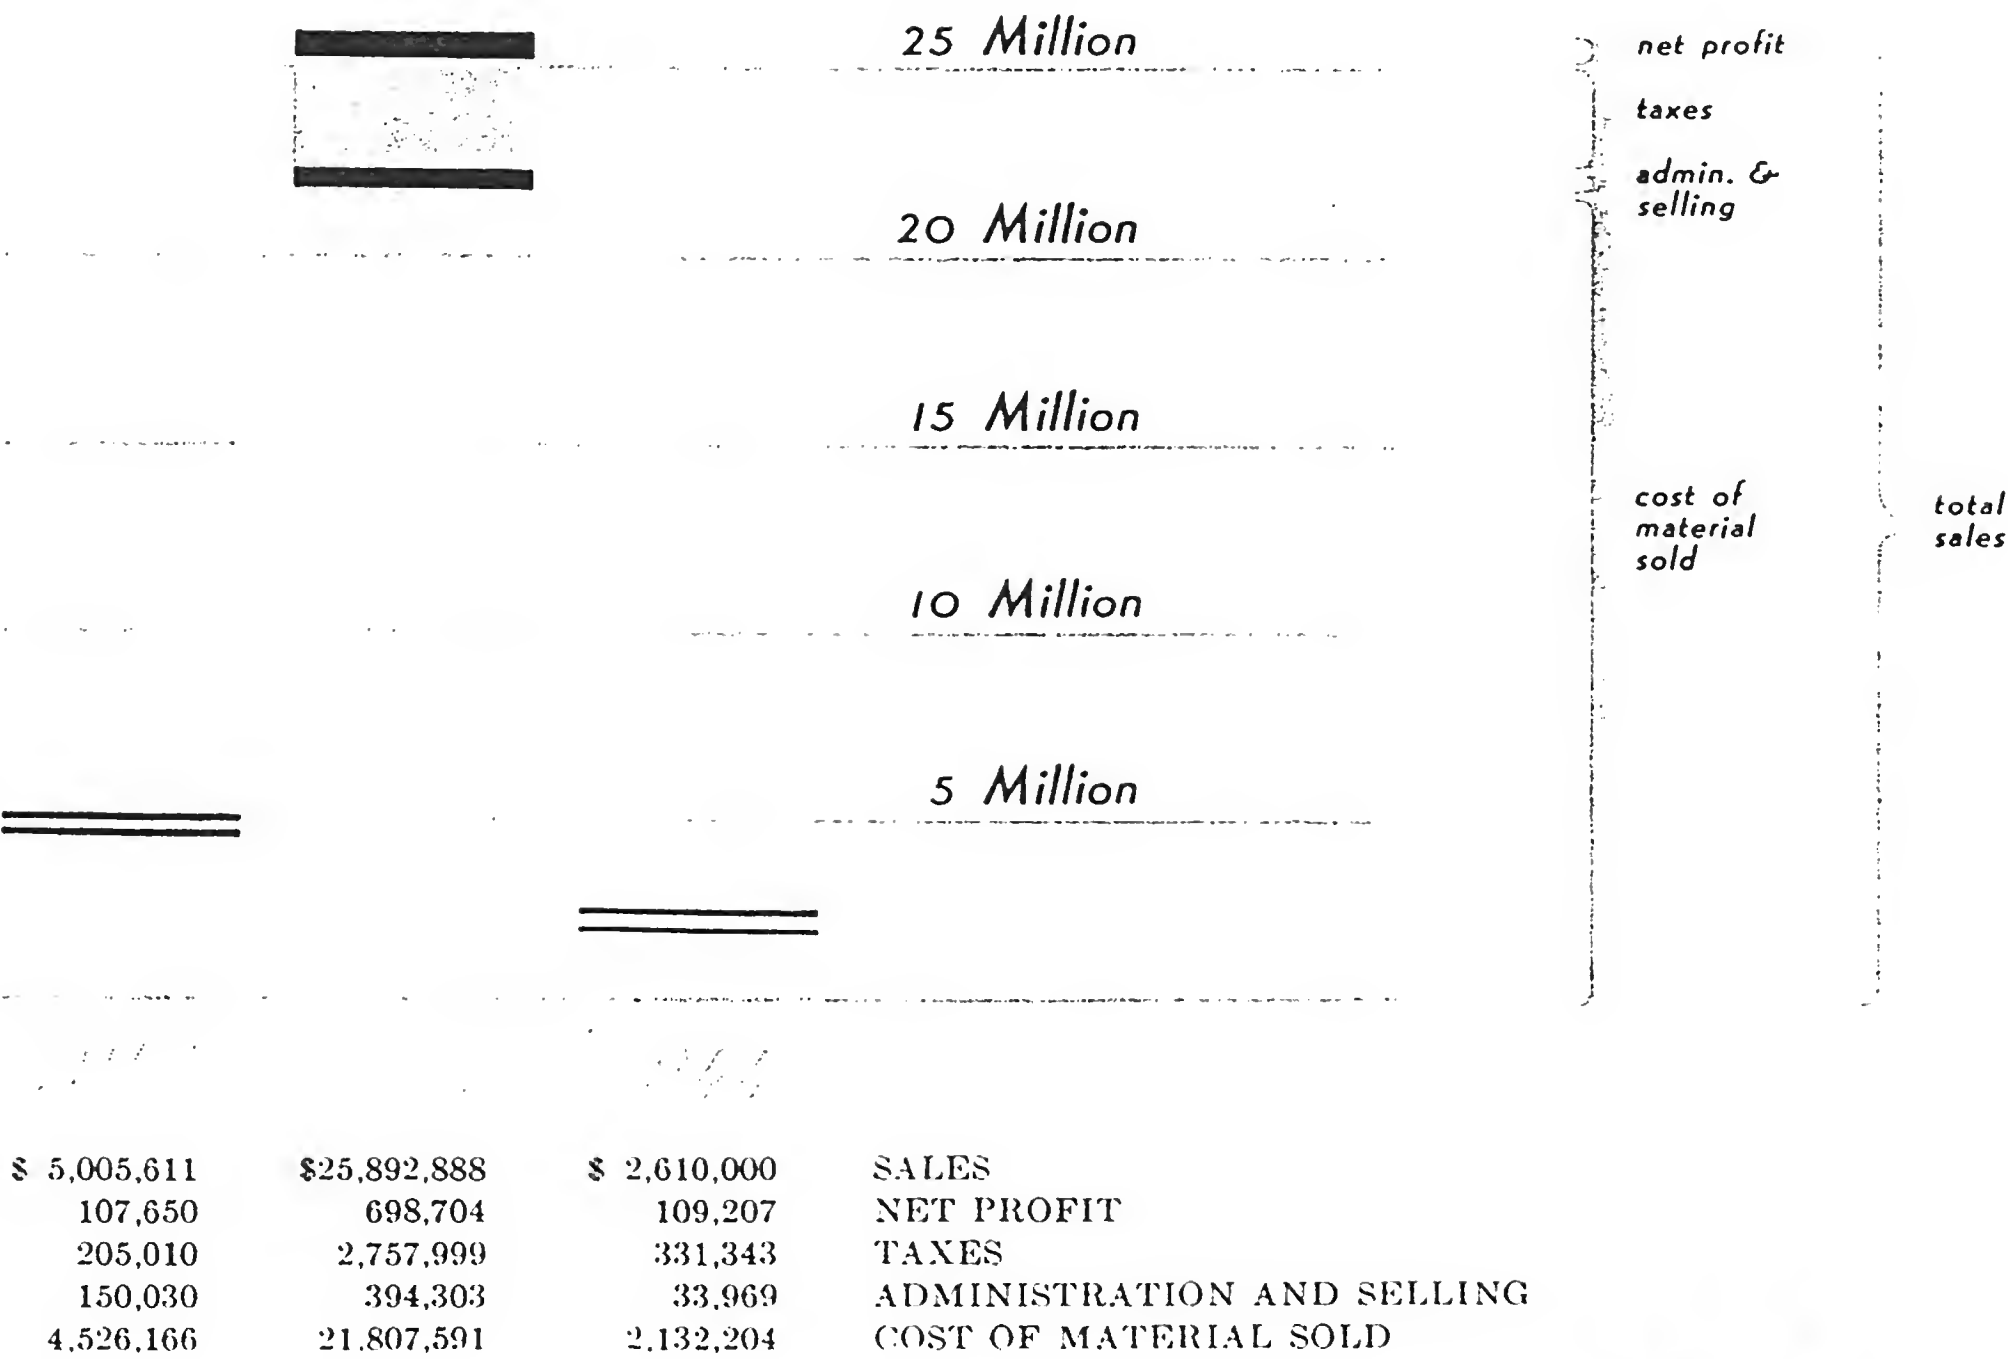 25 Million
net profit
taxes
admin. &
selling
20 Million
15 Million
cost of
material
sold
total
sales
10 Million
5 Million
$ 5,005,611 $25,892,888 $ 2,610,000 SALES
107,650 698,704 109,207 NET PROFIT
205,010 2,757,999 331,343 TAXES
150,030 394,303 33,969 ADMINISTRATION AND SELLING
4,526,166 21,807,591 2,132,204 COST OF MATERIAL SOLD